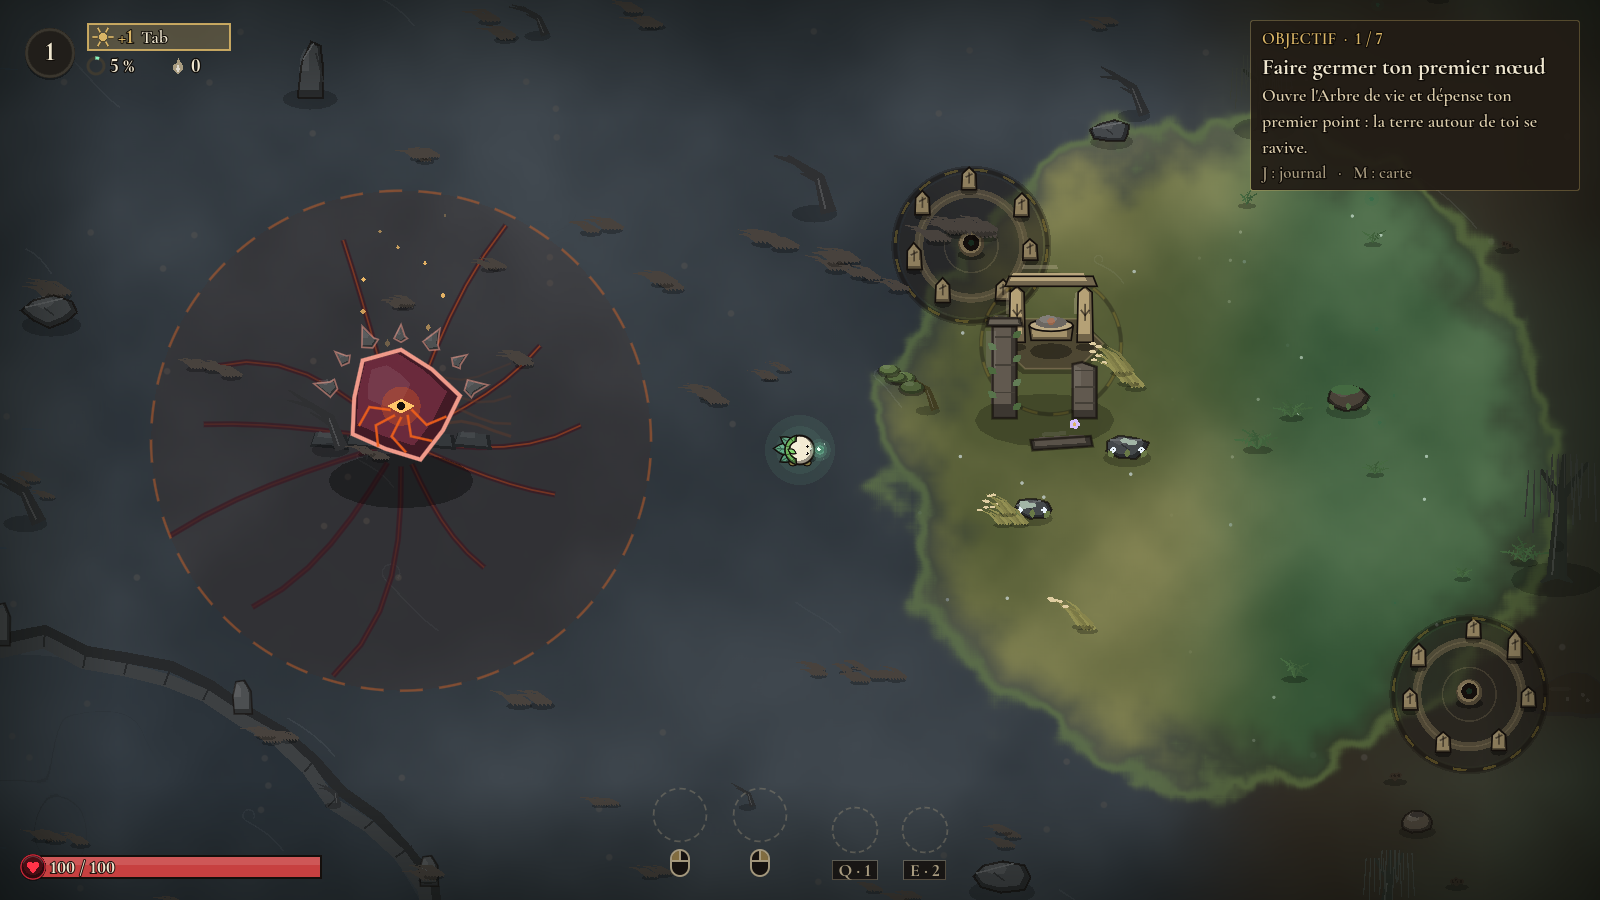 1
+1 Tab
5 %
0
OBJECTIF · 1 / 7
Faire germer ton premier nœud
Ouvre l'Arbre de vie et dépense ton
premier point : la terre autour de toi se
ravive.
J : journal · M : carte
100 / 100
Q · 1
E · 2